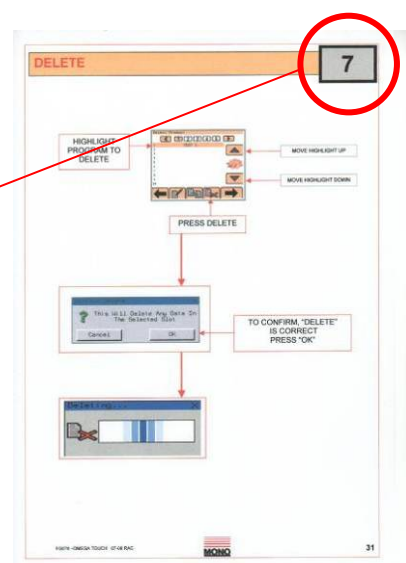 DELETE
7
HIGHLIGHT
PROGRAM TO
DELETE
MOVE HIGHLIGHT UP
MOVE HIGHLIGHT DOWN
PRESS DELETE
This Will Delete Any Data In
The Selected Slot
Cancel
OK
TO CONFIRM, "DELETE"
IS CORRECT
PRESS "OK"
Deleting...
MONO
31